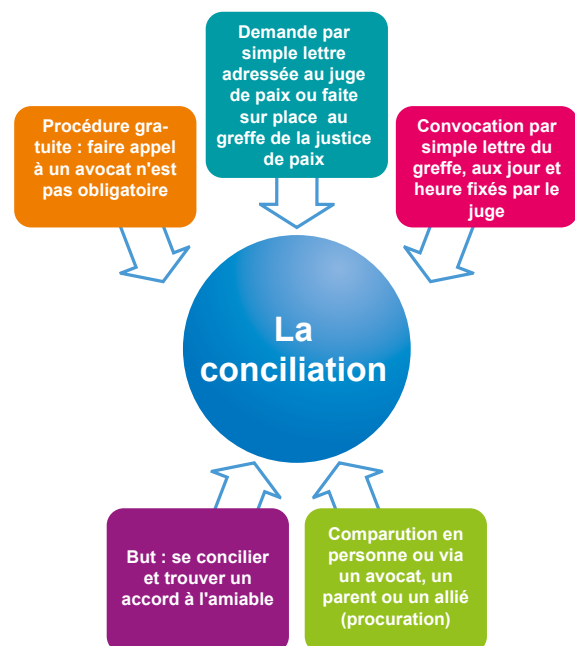 Demande par
simple lettre
adressée au juge
de paix ou faite
sur place au
greffe de la justice
de paix
Procédure gra-
tuite : faire appel
à un avocat n'est
pas obligatoire
Convocation par
simple lettre du
greffe, aux jour et
heure fixés par le
juge
La
conciliation
But : se concilier
et trouver un
accord à l'amiable
Comparution en
personne ou via
un avocat, un
parent ou un allié
(procuration)